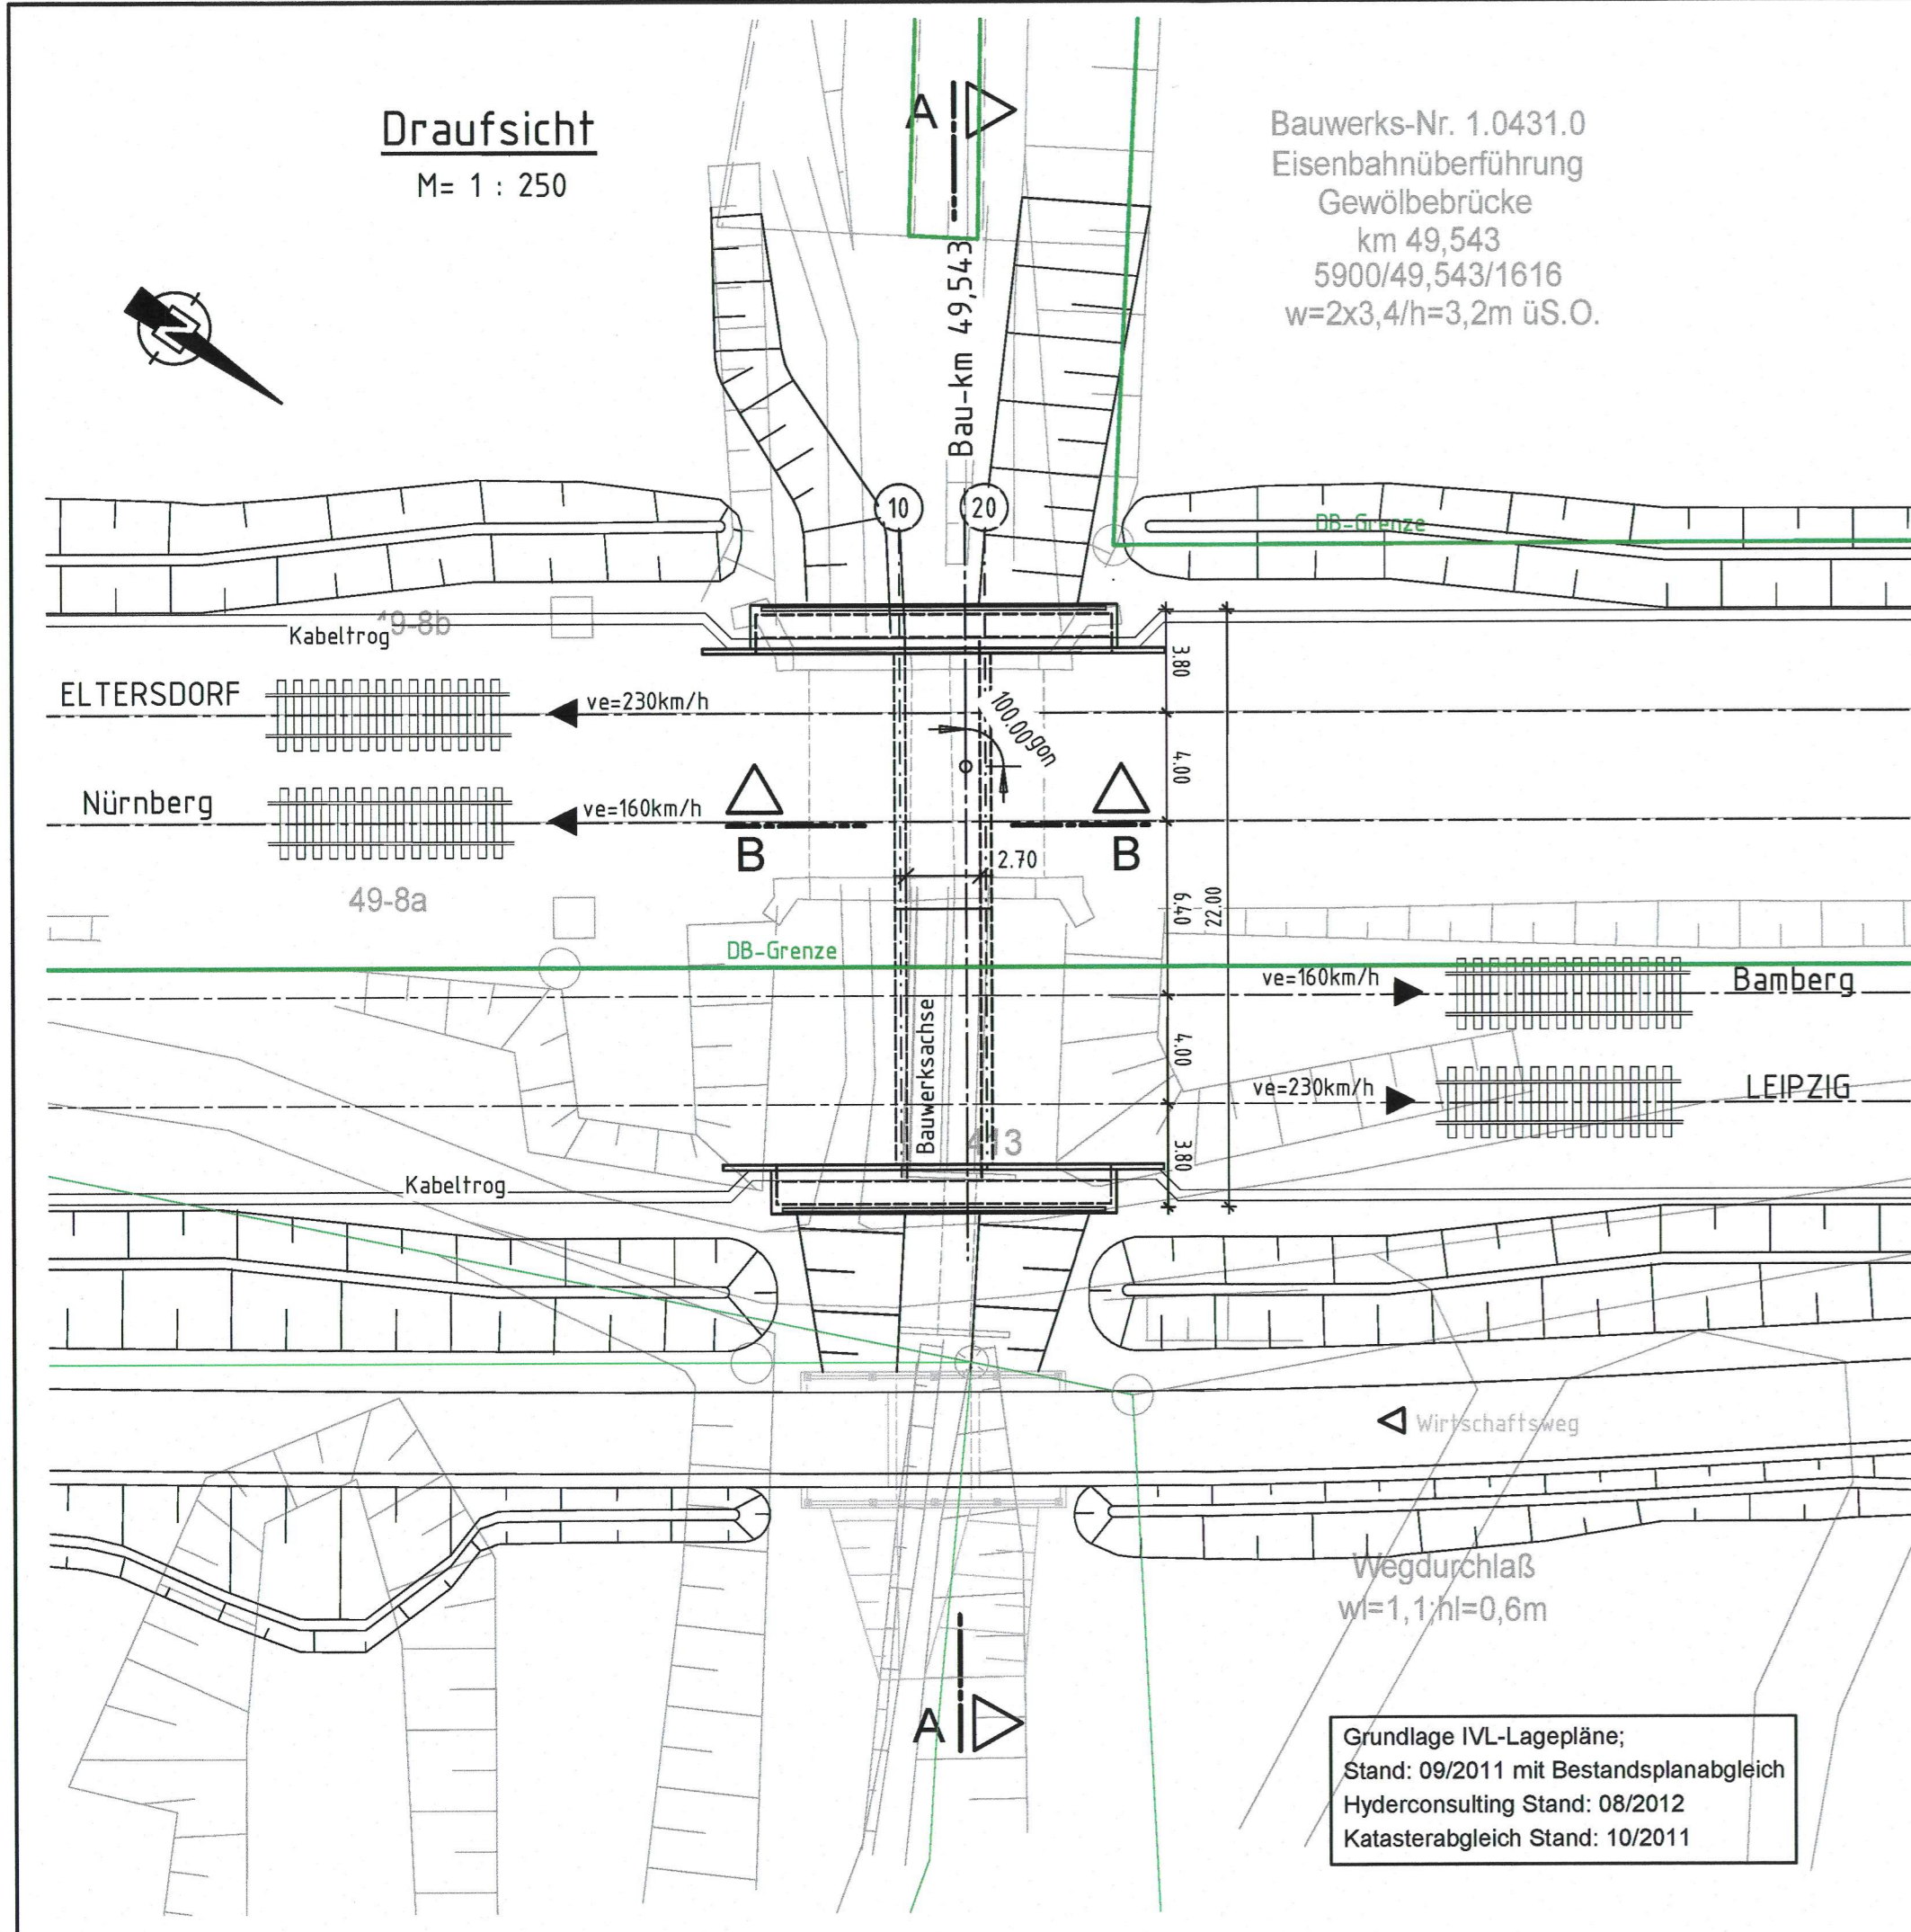 Draufsicht
M= 1 : 250
A
Bauwerks-Nr. 1.0431.0
Eisenbahnüberführung
Gewölbebrücke
km 49,543
5900/49,543/1616
w=2x3,4/h=3,2m üS.O.
N
Bau-km 49,543
10
20
DB-Grenze
49-8b
Kabeltrog
3.80
ELTERSDORF
ve=230km/h
100.00gon
4.00
Nürnberg
ve=160km/h
B
B
2.70
49-8a
6.40
22.00
DB-Grenze
ve=160km/h
Bamberg
Bauwerksachse
4.00
ve=230km/h
LEIPZIG
413
3.80
Kabeltrog
Wirtschaftsweg
Wegdurchlaß
wl=1,1;hl=0,6m
A
Grundlage IVL-Lagepläne;
Stand: 09/2011 mit Bestandsplanabgleich
Hyderconsulting Stand: 08/2012
Katasterabgleich Stand: 10/2011